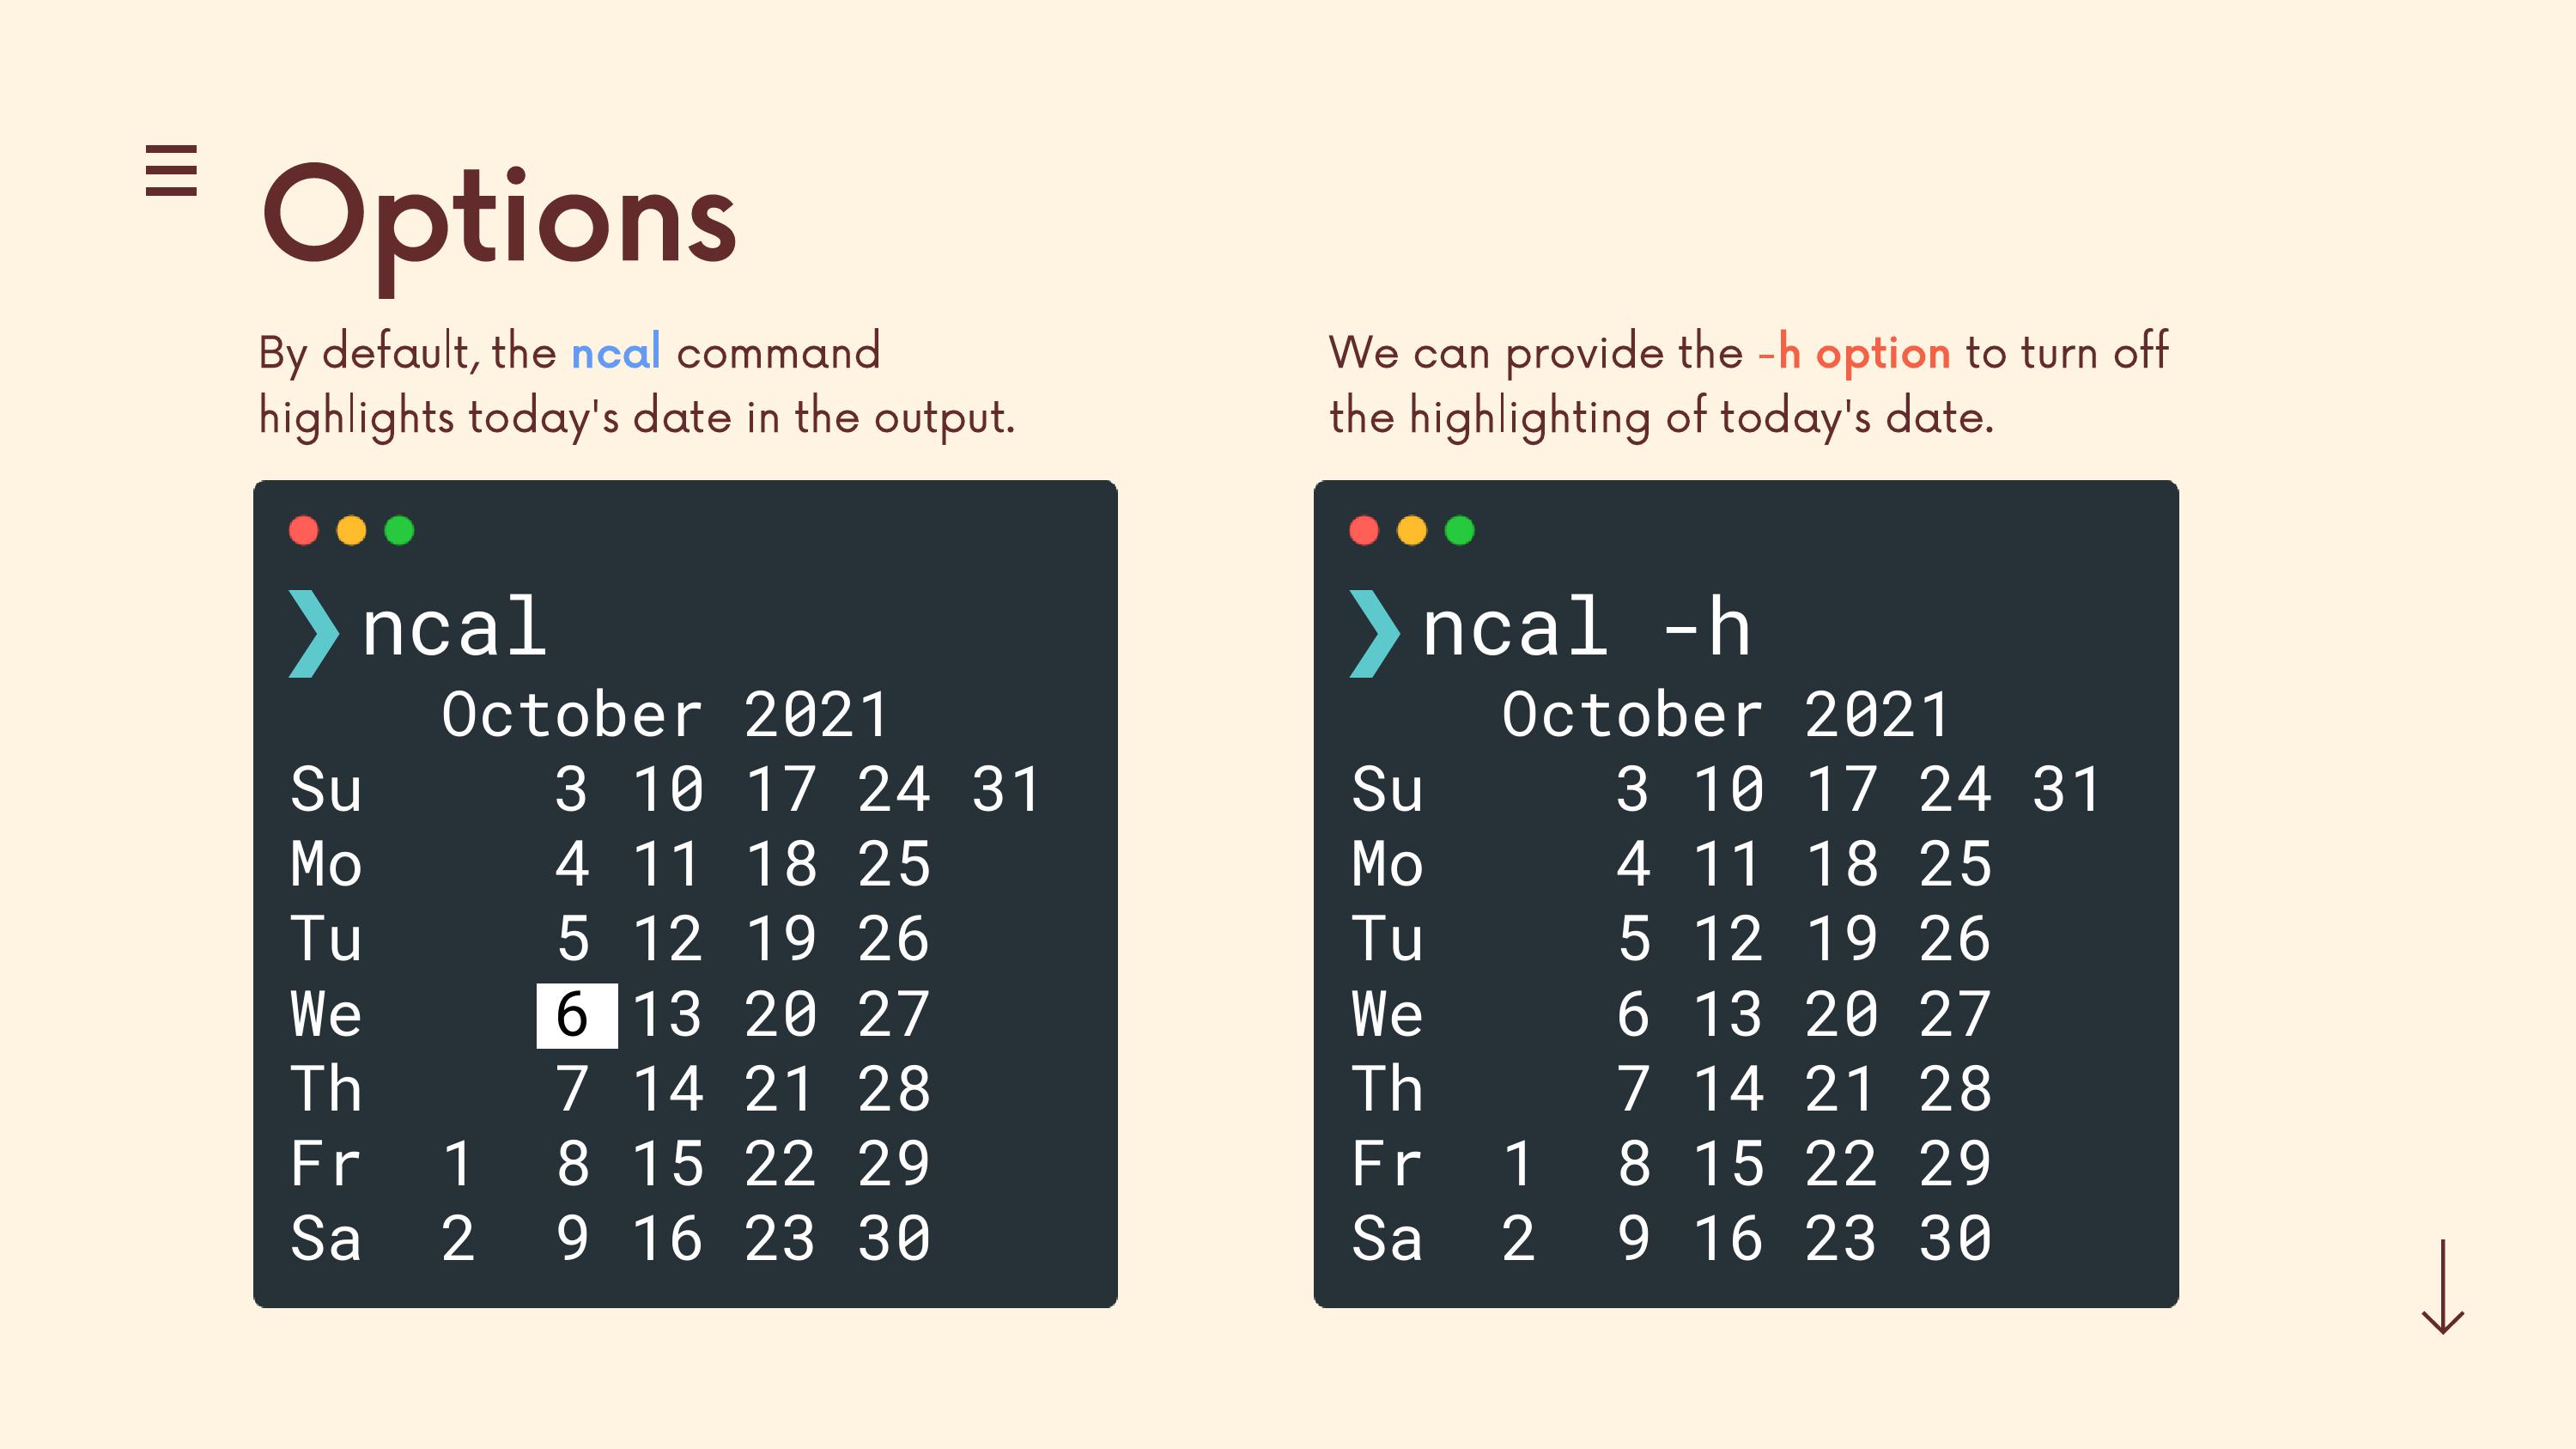 Options
By default, the ncal command
highlights today's date in the output.
❯ ncal
October 2021
Su 3 10 17 24 31
Mo 4 11 18 25
Tu 5 12 19 26
We 6 13 20 27
Th 7 14 21 28
Fr 1 8 15 22 29
Sa 2 9 16 23 30
We can provide the -h option to turn off
the highlighting of today's date.
❯ ncal -h
October 2021
Su 3 10 17 24 31
Mo 4 11 18 25
Tu 5 12 19 26
We 6 13 20 27
Th 7 14 21 28
Fr 1 8 15 22 29
Sa 2 9 16 23 30